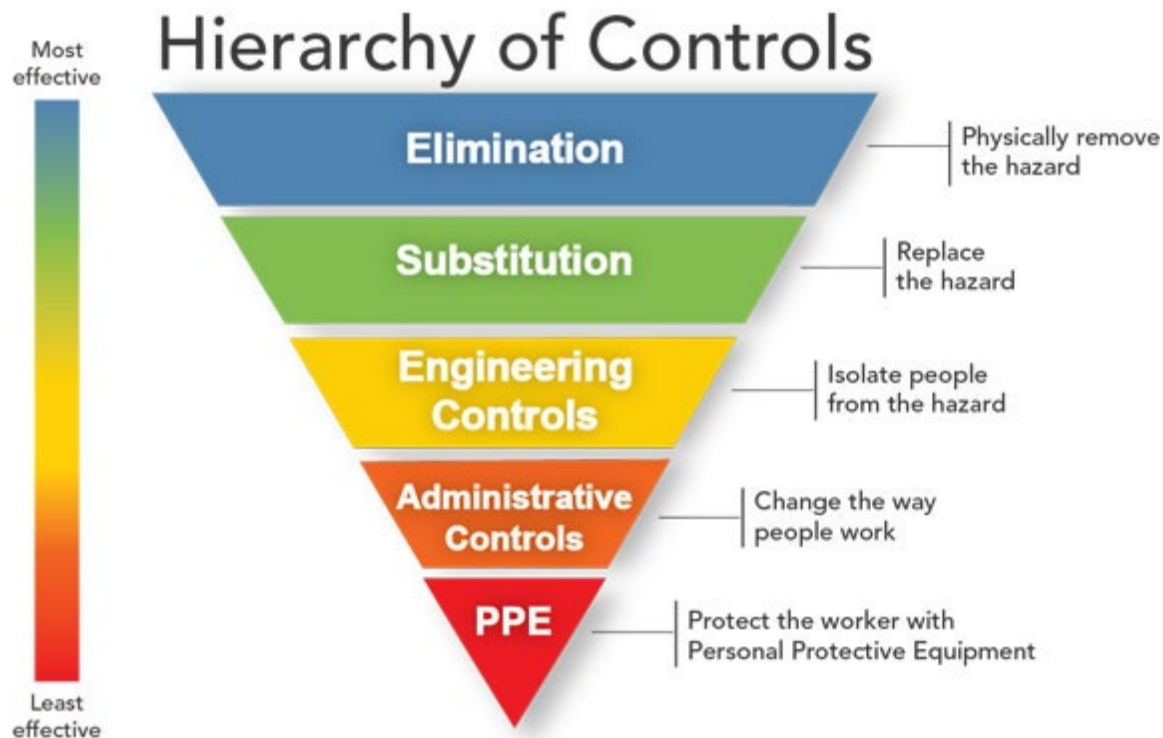 Hierarchy of Controls
Most
effective
Elimination
Physically remove
the hazard
Substitution
Replace
the hazard
Engineering
Controls
Isolate people
from the hazard
Administrative
Controls
Change the way
people work
PPE
Protect the worker with
Personal Protective Equipment
Least
effective